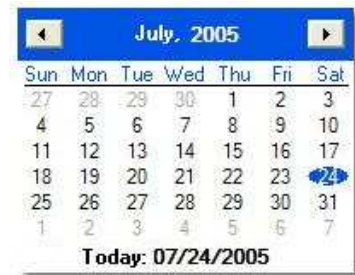 July, 2005
Sun Mon Tue Wed Thu Fri Sat
27 28 29 30 1 2 3
4 5 6 7 8 9 10
11 12 13 14 15 16 17
18 19 20 21 22 23 24
25 26 27 28 29 30 31
1 2 3 4 5 6 7
Today: 07/24/2005